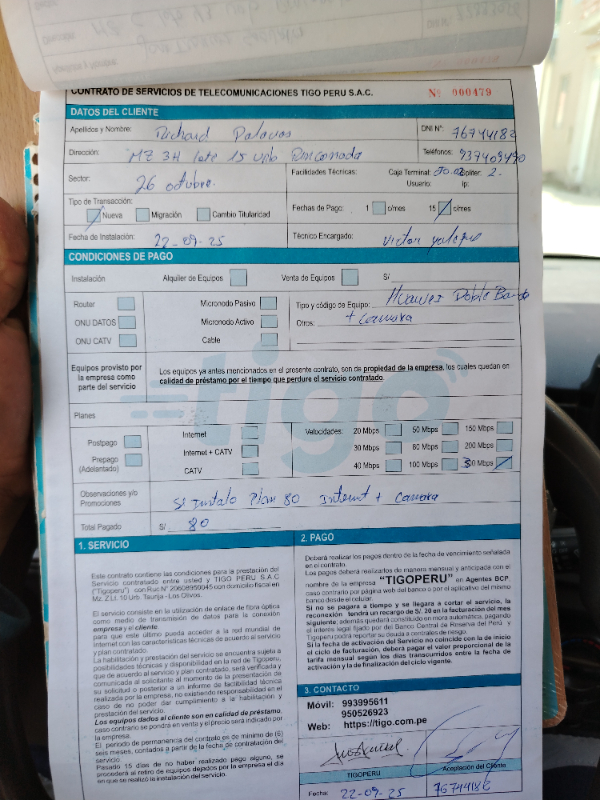 CONTRATO DE SERVICIOS DE TELECOMUNICACIONES TIGO PERU S.A.C. Nº 000479
DATOS DEL CLIENTE
Apellidos y Nombre: Richard Palacios DNI Nº: 76744182
Dirección: MZ 3H lote 15 Urb Rinconada Teléfonos: 937409490
Sector: 26 octubre. Facilidades Técnicas: Caja Terminal: Spliter: 2.
Usuario: Ip:
Tipo de Transacción:
Nueva Migración Cambio Titularidad Fechas de Pago: 1 c/mes 15 c/mes
Fecha de Instalación: 22-09-25 Técnico Encargado: Victor
CONDICIONES DE PAGO
Instalación Alquiler de Equipos Venta de Equipos S/
Router Micronodo Pasivo Tipo y código de Equipo: Huawei Doble Banda
ONU DATOS Micronodo Activo Otros: + Camara
ONU CATV Cable
Equipos provisto por la empresa como parte del servicio
Los equipos ya antes mencionados en el presente contrato, son de propiedad de la empresa, los cuales quedan en
calidad de préstamo por el tiempo que perdure el servicio contratado.
tigo
Planes
Postpago Internet Velocidades: 20 Mbps 50 Mbps 150 Mbps
Prepago (Adelantado) Internet + CATV 30 Mbps 80 Mbps 200 Mbps
CATV 40 Mbps 100 Mbps Mbps
Observaciones y/o Promociones Se Instalo Plan 80 Internet + Camara
Total Pagado S/ 80
1. SERVICIO
Este contrato contiene las condiciones para la prestación del
Servicio contratado entre usted y TIGO PERU S.A.C
("Tigoperu") con Ruc N° 20608950045 con domicilio fiscal en
Mz. Z Lt. 10 Urb. Taurija - Los Olivos.
El servicio consiste en la utilización de enlace de fibra óptica
como medio de transmisión de datos para la conexión
empresa y el cliente.
para que este último pueda acceder a la red mundial de
Internet con las características técnicas de acuerdo al servicio
y plan contratado.
La habilitación y prestación del servicio se encuentra sujeta a
posibilidades técnicas y disponibilidad en la red de Tigoperu,
que de acuerdo al servicio y plan contratado, será verificada y
comunicada al solicitante al momento de la presentación de
su solicitud o posterior a un informe de factibilidad técnica
realizada por la empresa, no existiendo responsabilidad en el
caso de no poder dar cumplimiento a la habilitación y
prestación del servicio.
Los equipos dados al cliente son en calidad de préstamo,
caso contrario se pondrá en venta y el precio será indicado por
la empresa.
El periodo de permanencia del contrato es de mínimo de (6)
seis meses, contados a partir de la fecha de contratación del
servicio.
Pasado 15 días de no haber realizado pago alguno, se
procederá al retiro de equipos dejados por la empresa el día
en que se realizó la instalación del servicio.
2. PAGO
Deberá realizar los pagos dentro de la fecha de vencimiento señalada
en el contrato.
Los pagos deberá realizarlos de manera mensual y anticipada con el
nombre de la empresa "TIGOPERU" en Agentes BCP,
caso contrario por página web del banco o por el aplicativo del mismo
banco desde el celular.
Si no se pagara a tiempo y se llegara a cortar el servicio, la
reconexión tendrá un recargo de S/. 30 en la facturación del mes
siguiente, además quedara constituido en mora automática, pagando
el interés legal fijado por el Banco Central de Reserva del Perú y
Tigoperu podrá reportar su deuda a centrales de riesgo.
Si la fecha de activación del Servicio no coincide con la de inicio
de ciclo de facturación, deberá pagar el valor proporcional de la
tarifa mensual según los días transcurridos entre la fecha de
activación y la de finalización del ciclo vigente.
3. CONTACTO
Móvil: 993995611
950526923
Web: https://tigo.com.pe
TIGOPERU Aceptación del Cliente
Fecha: 22-09-25 76744182